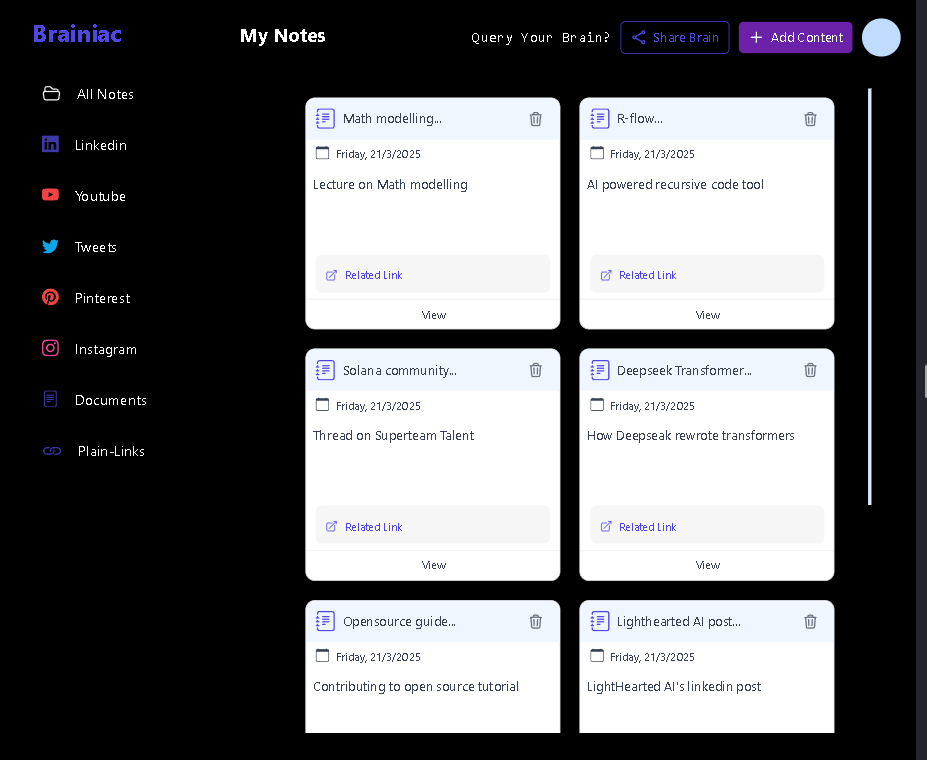 Brainiac
My Notes
Query Your Brain?
Share Brain
Add Content
All Notes
Linkedin
Youtube
Tweets
Pinterest
Instagram
Documents
Plain-Links
Math modelling...
Friday, 21/3/2025
Lecture on Math modelling
Related Link
View
R-flow...
Friday, 21/3/2025
AI powered recursive code tool
Related Link
View
Solana community...
Friday, 21/3/2025
Thread on Superteam Talent
Related Link
View
Deepseek Transformer...
Friday, 21/3/2025
How Deepseak rewrote transformers
Related Link
View
Opensource guide...
Friday, 21/3/2025
Contributing to open source tutorial
Lighthearted AI post...
Friday, 21/3/2025
LightHearted AI's linkedin post